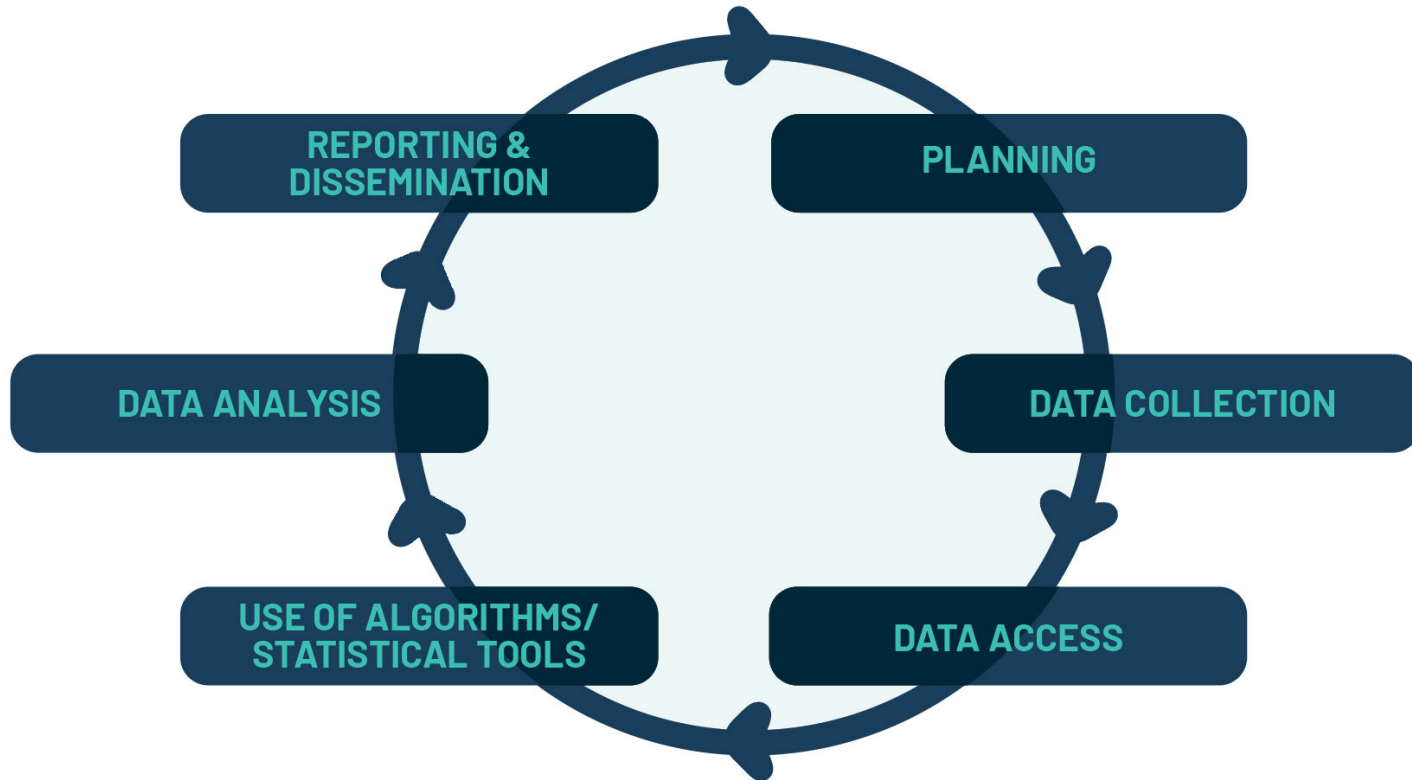 REPORTING &
DISSEMINATION
PLANNING
DATA ANALYSIS
DATA COLLECTION
USE OF ALGORITHMS/
STATISTICAL TOOLS
DATA ACCESS